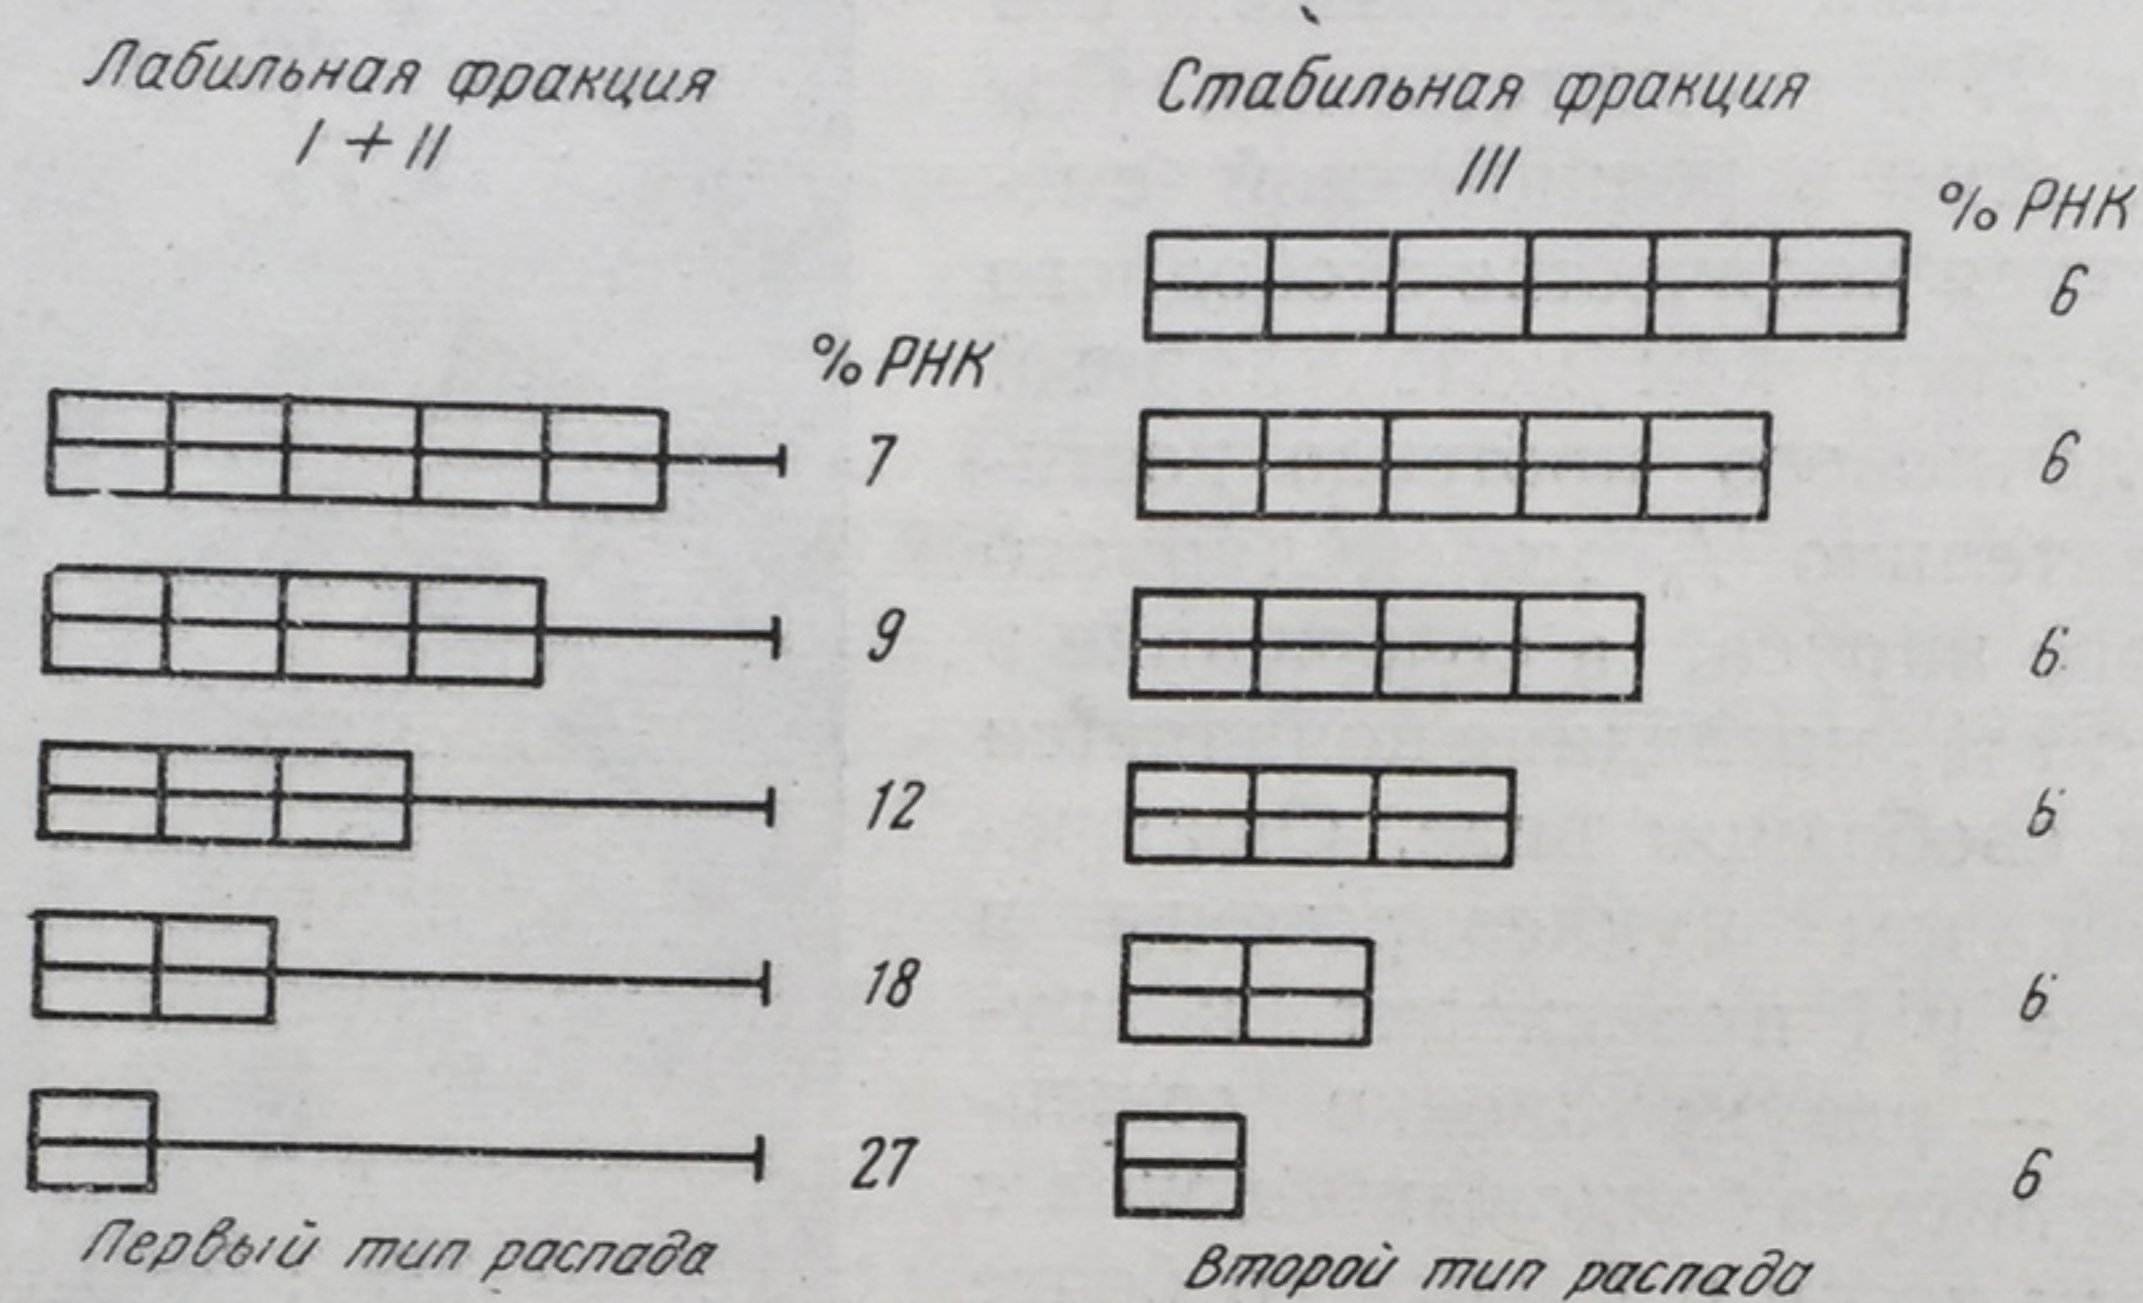 Лабильная фракция
I + II
% РНК
7
9
12
18
27
Первый тип распада
Стабильная фракция
III
% РНК
6
6
6
6
6
6
Второй тип распада